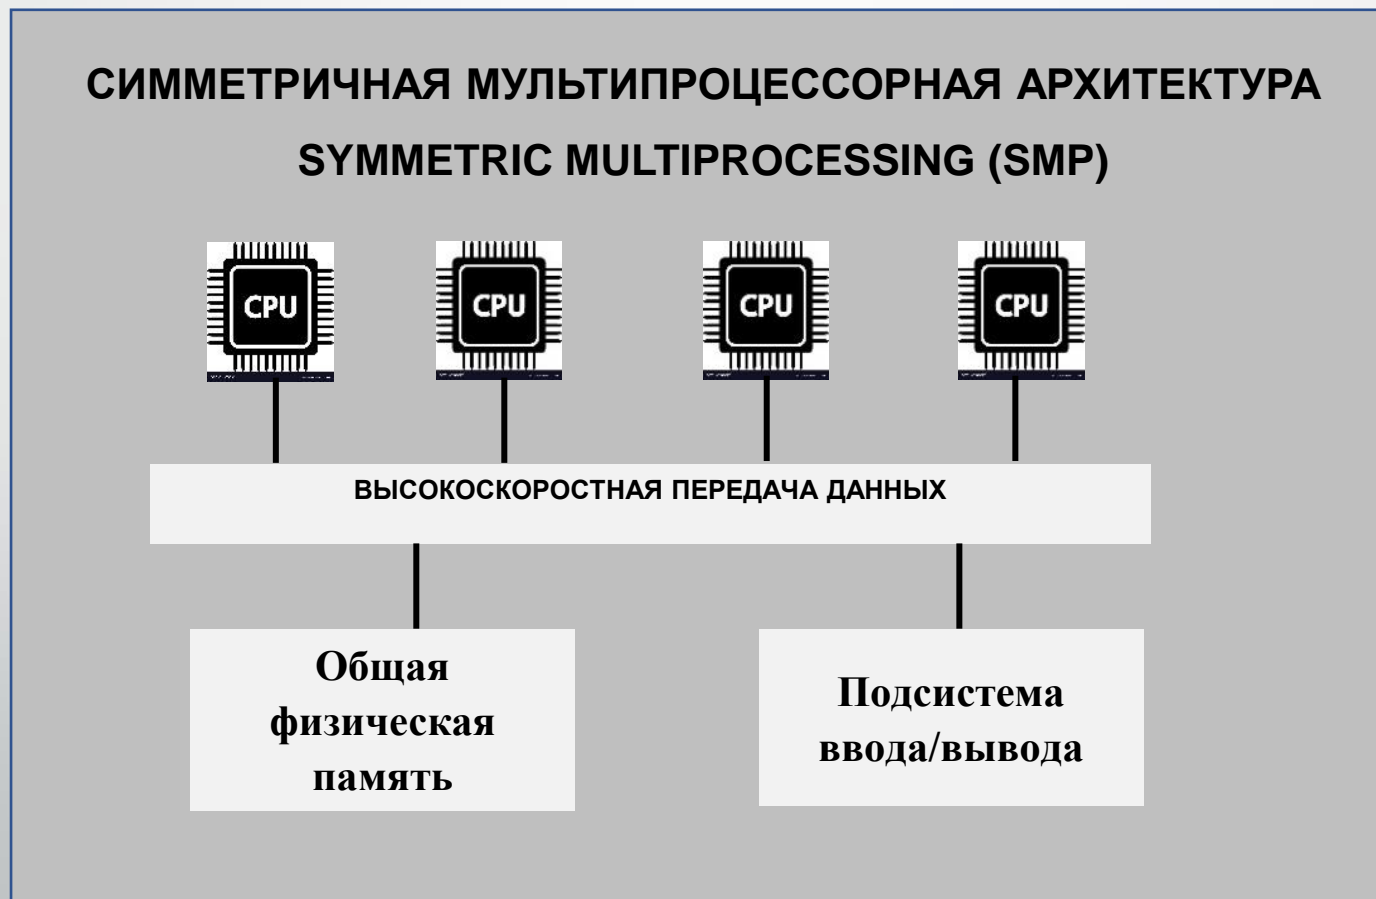 СИММЕТРИЧНАЯ МУЛЬТИПРОЦЕССОРНАЯ АРХИТЕКТУРА
SYMMETRIC MULTIPROCESSING (SMP)
CPU
CPU
CPU
CPU
ВЫСОКОСКОРОСТНАЯ ПЕРЕДАЧА ДАННЫХ
Общая
физическая
память
Подсистема
ввода/вывода